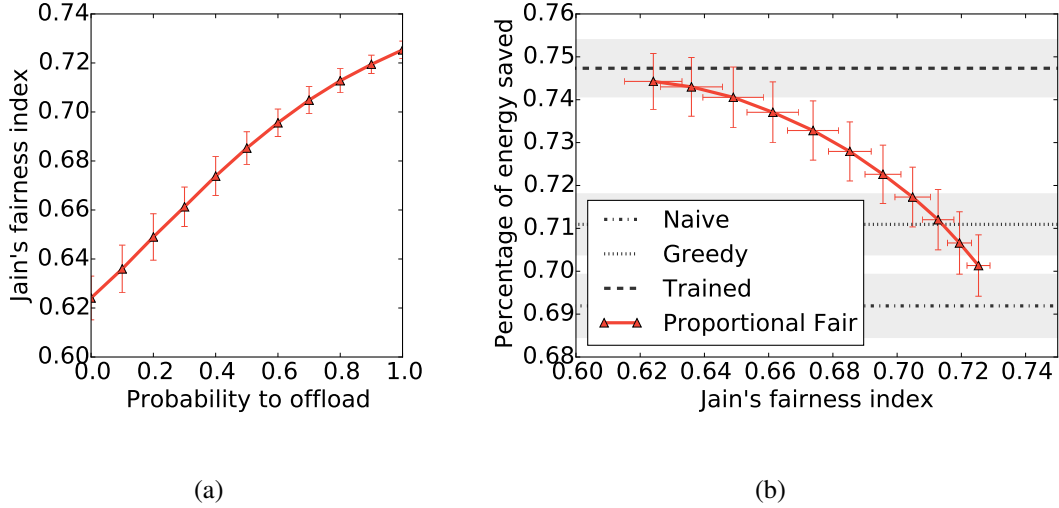 0.74
0.72
0.70
0.68
0.66
0.64
0.62
0.60
Jain's fairness index
0.0 0.2 0.4 0.6 0.8 1.0
Probability to offload
(a)
0.76
0.75
0.74
0.73
0.72
0.71
0.70
0.69
0.68
Percentage of energy saved
Naive
Greedy
Trained
Proportional Fair
0.60 0.62 0.64 0.66 0.68 0.70 0.72 0.74
Jain's fairness index
(b)